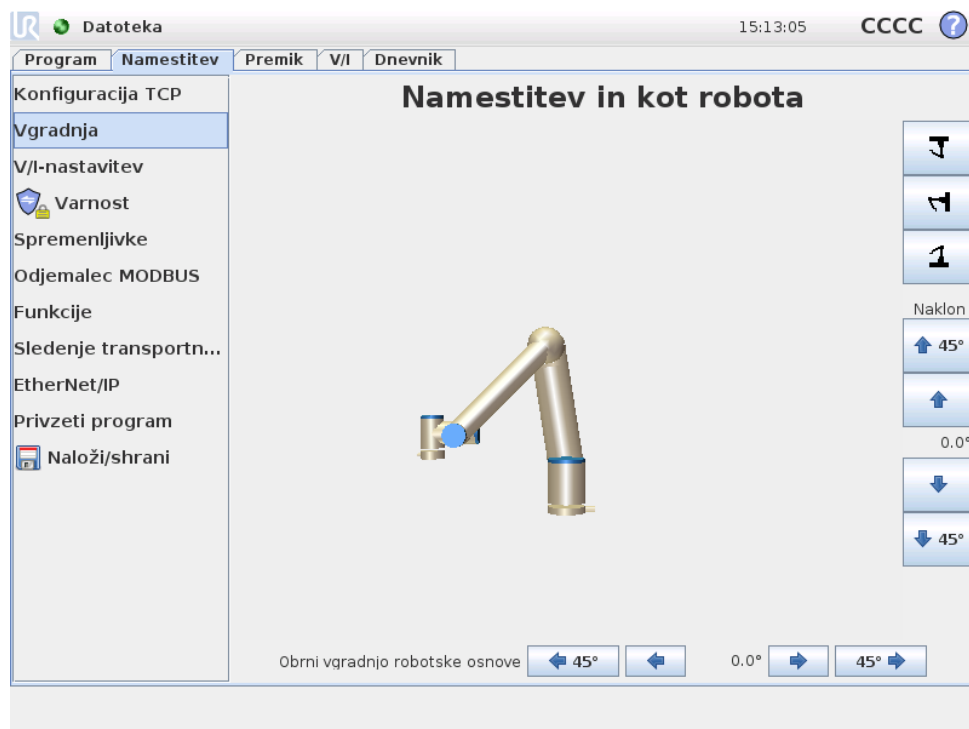 UR Datoteka 15:13:05 CCCC ?
Program Namestitev Premik V/I Dnevnik
Konfiguracija TCP
Vgradnja
V/I-nastavitev
Varnost
Spremenljivke
Odjemalec MODBUS
Funkcije
Sledenje transportn...
EtherNet/IP
Privzeti program
Naloži/shrani
Namestitev in kot robota
Naklon
45°
0.0°
45°
Obrni vgradnjo robotske osnove 45° 0.0° 45°